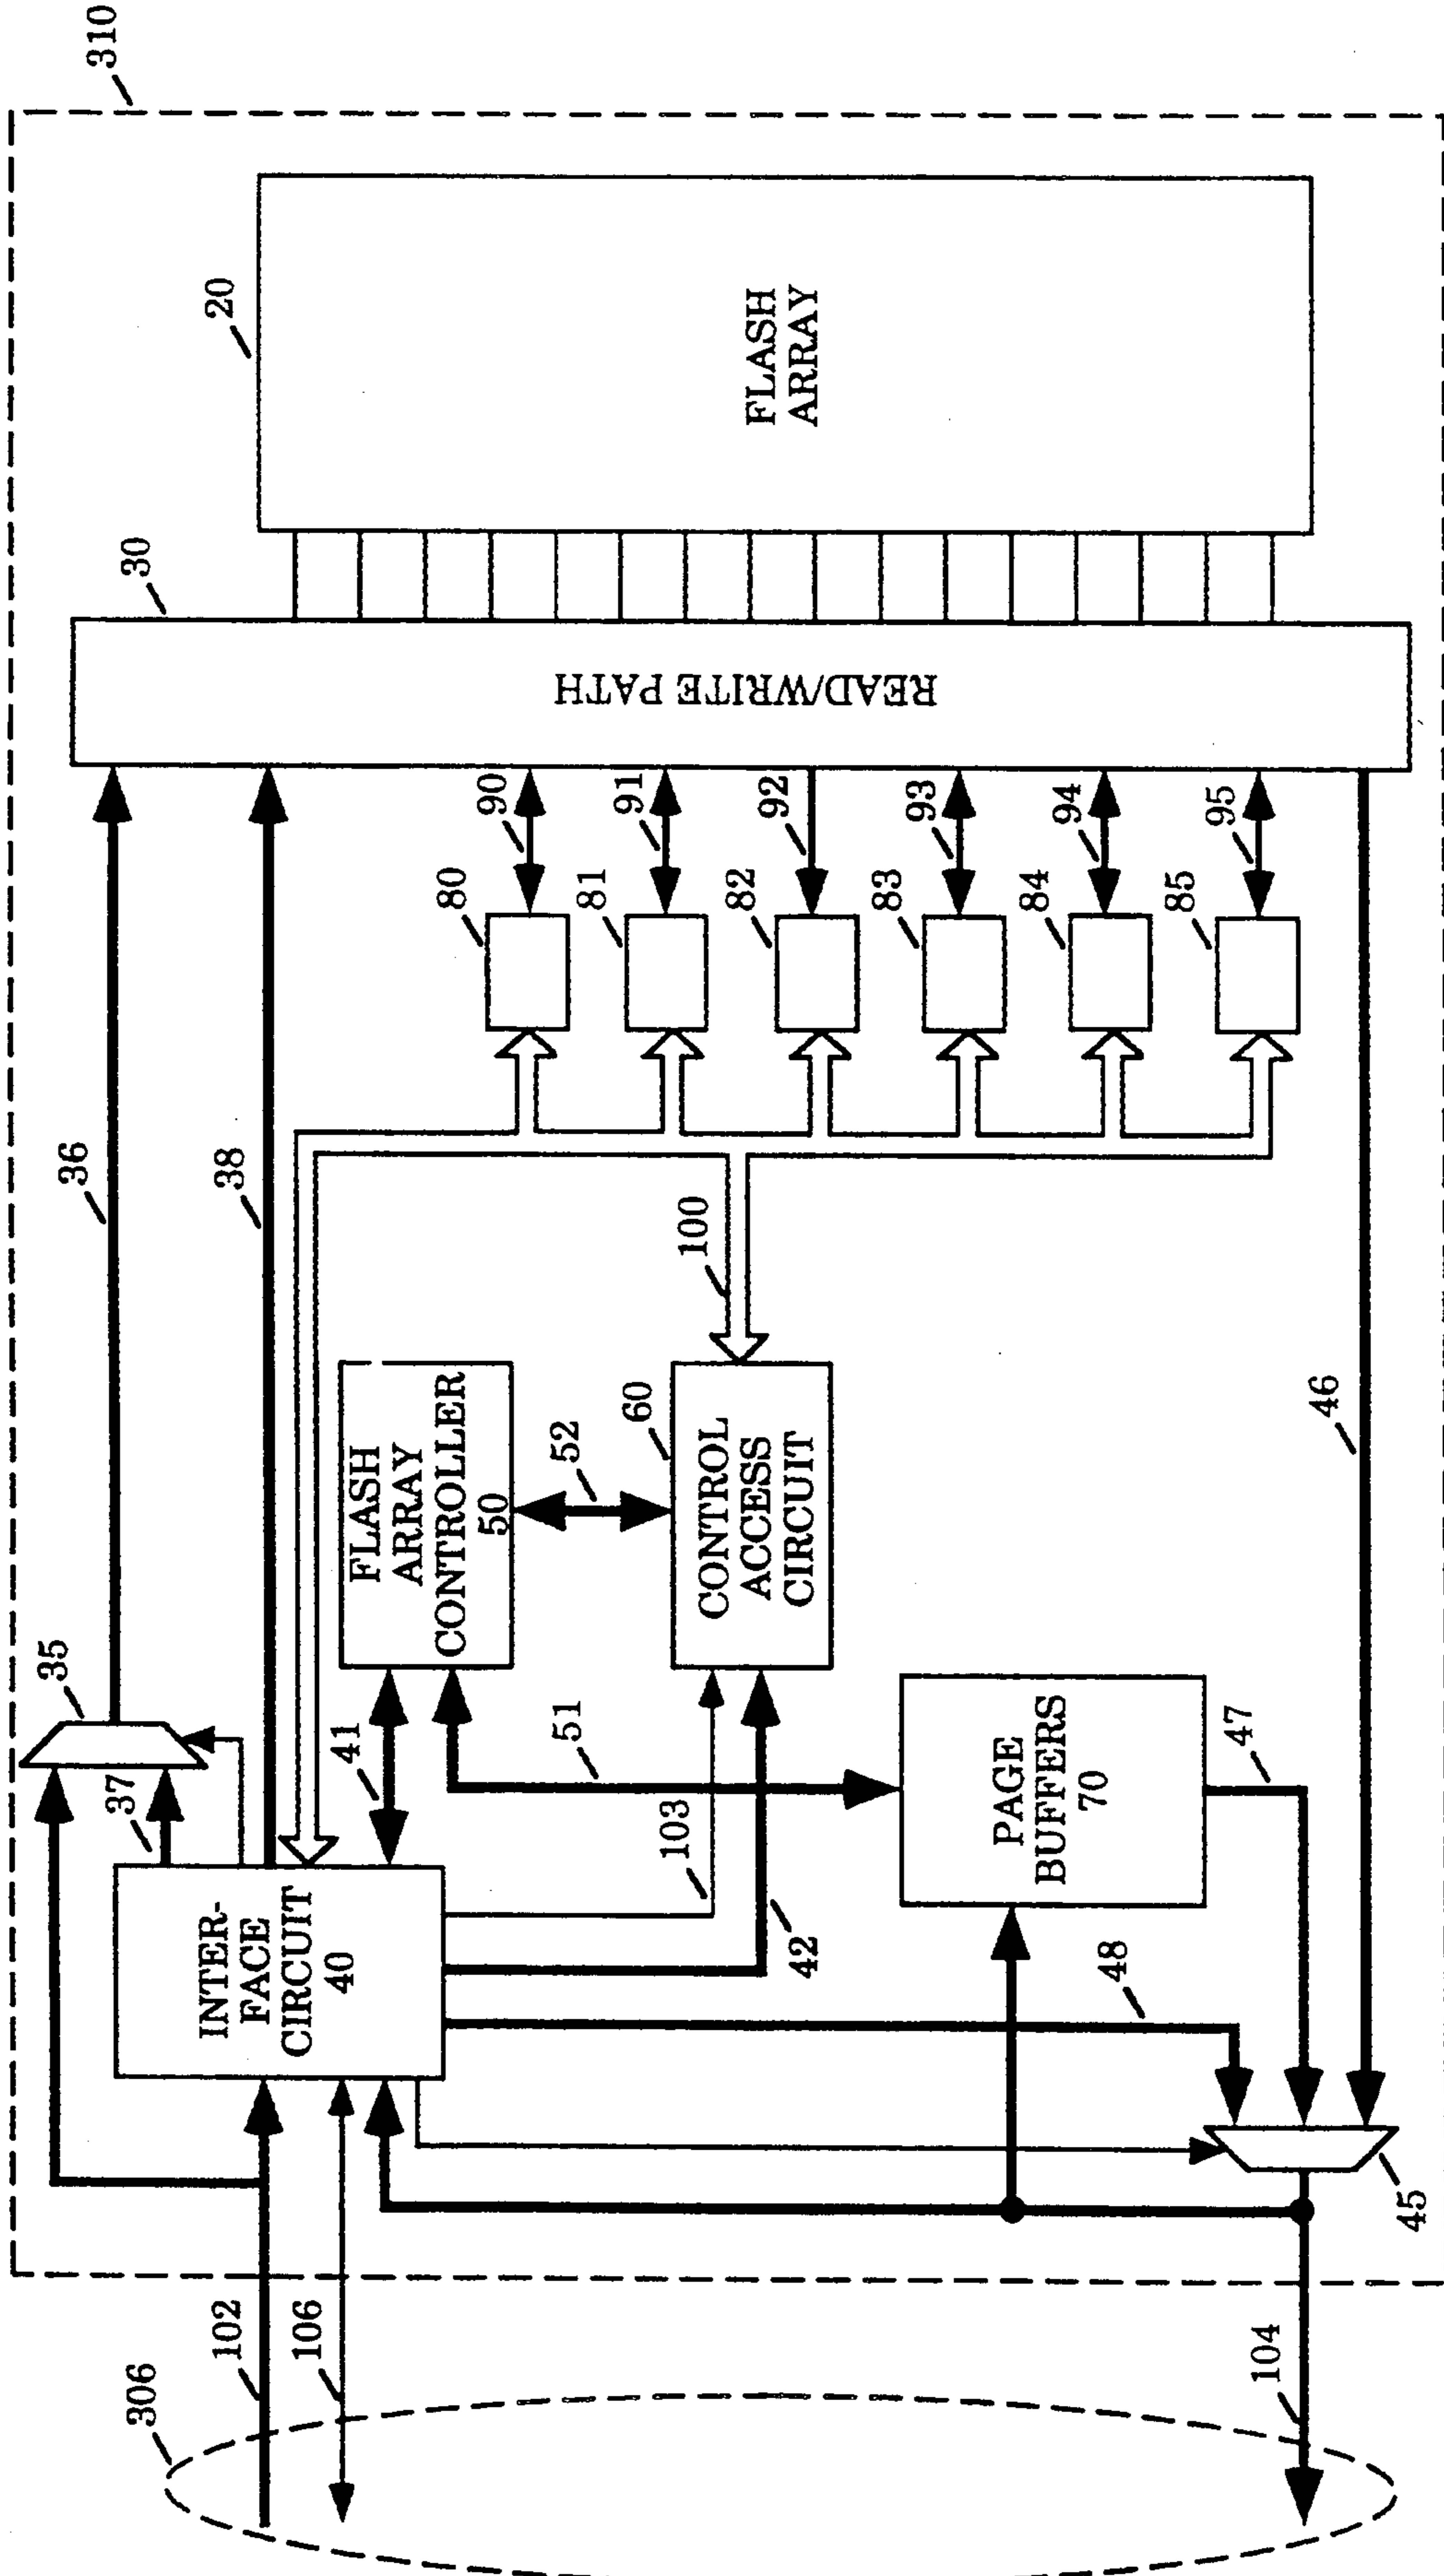 310
20
FLASH
ARRAY
30
READ/WRITE PATH
36
38
90
91
92
93
94
95
80
81
82
83
84
85
100
46
FLASH
ARRAY
CONTROLLER
50
52
60
CONTROL
ACCESS
CIRCUIT
35
37
41
51
103
42
PAGE
BUFFERS
70
47
48
INTER-
FACE
CIRCUIT
40
45
102
106
104
306